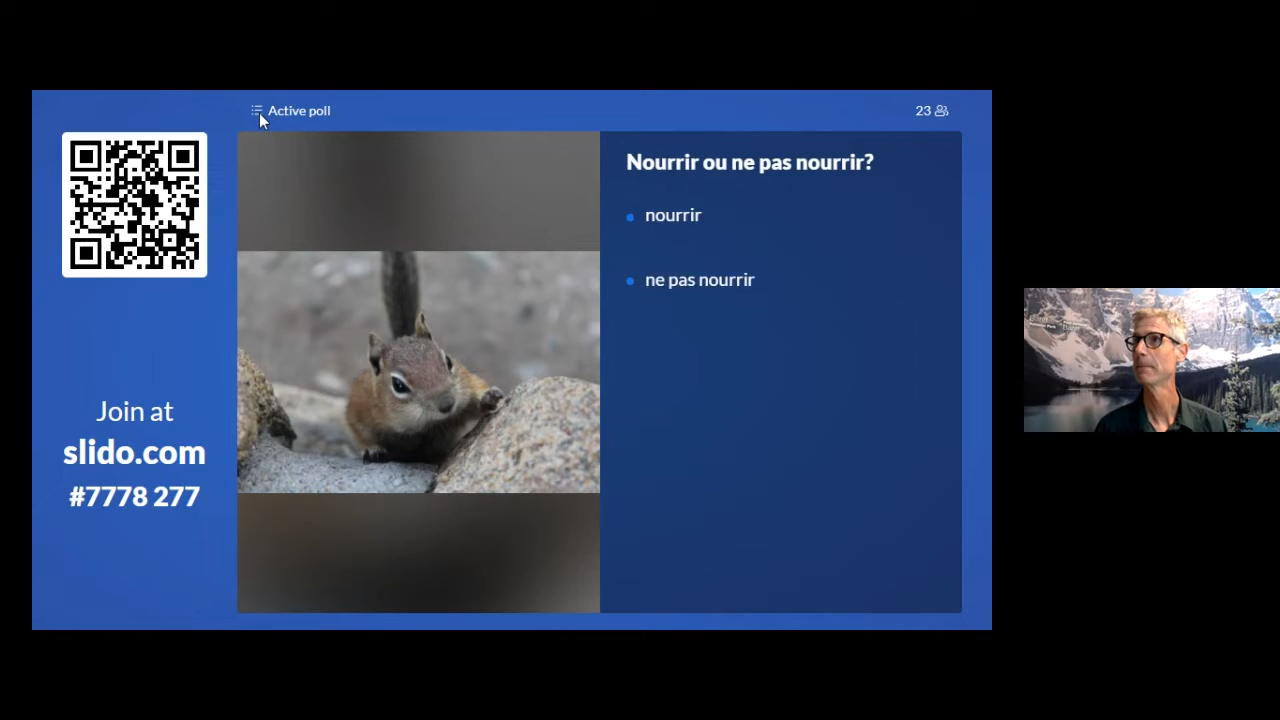 Active poll
23
Nourrir ou ne pas nourrir?
nourrir
ne pas nourrir
Join at
slido.com
#7778 277